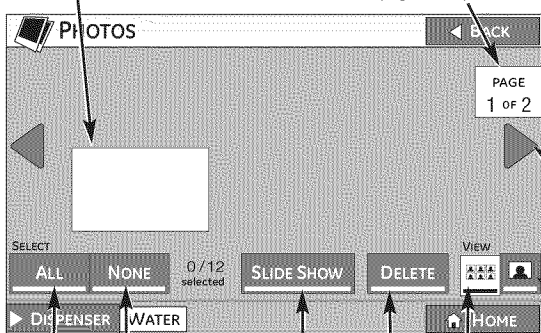 PHOTOS
BACK
PAGE
1 OF 2
SELECT
VIEW
ALL
NONE
0/12
selected
SLIDE SHOW
DELETE
DISPENSER
WATER
HOME